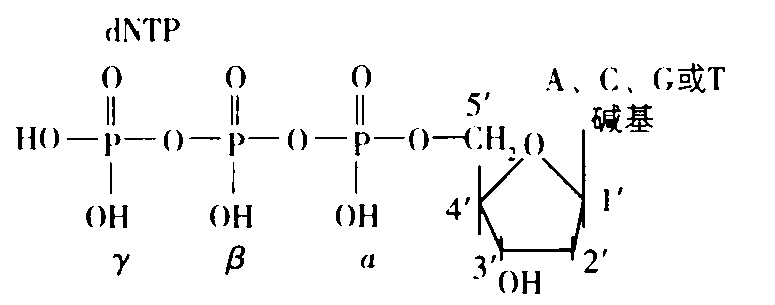 dNTP
O O O
A、C、G或T
碱基
5′
HO—P—O—P—O—P—O—CH₂ O
OH OH OH
4′ 1′
γ β α
3′ 2′
OH